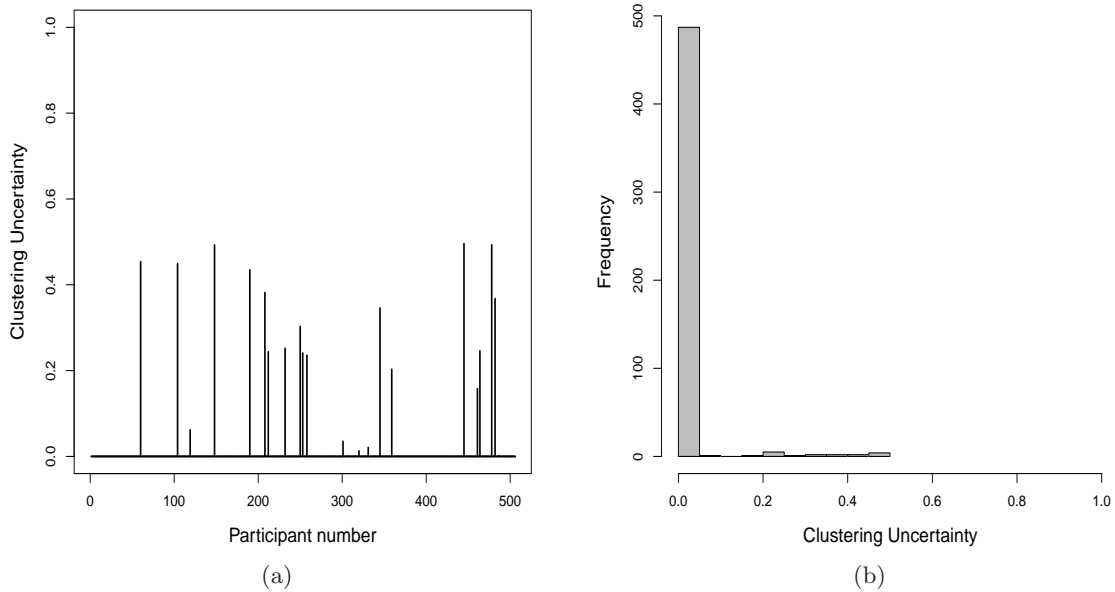 1.0
0.8
0.6
0.4
0.2
0.0
Clustering Uncertainty
0 100 200 300 400 500
Participant number
(a)
500
400
300
200
100
0
Frequency
0.0 0.2 0.4 0.6 0.8 1.0
Clustering Uncertainty
(b)